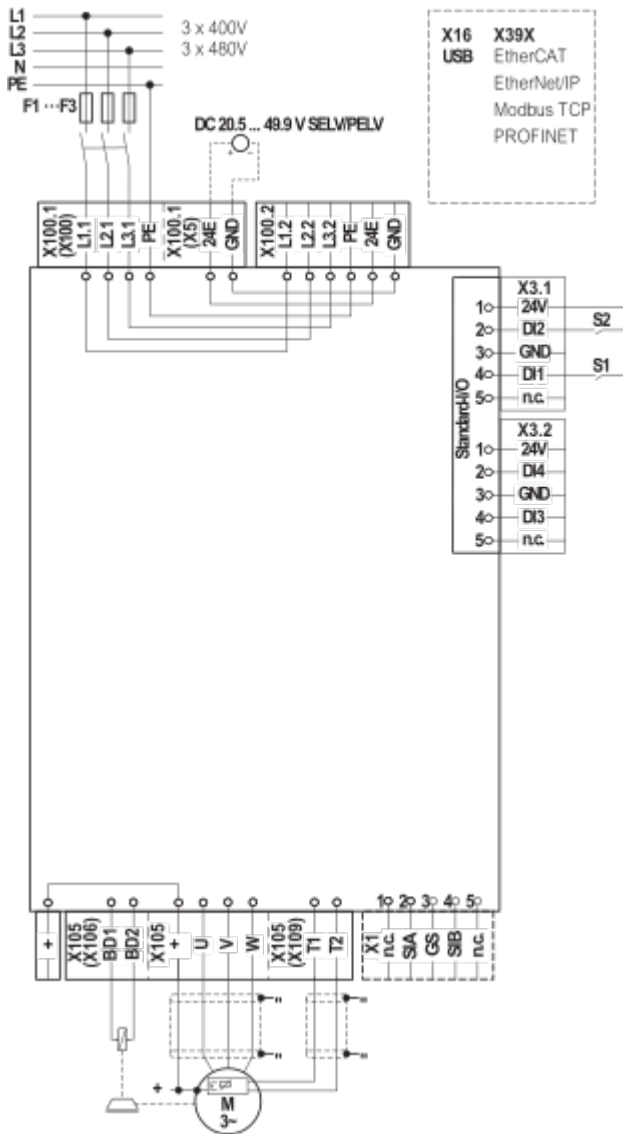 L1
L2
L3
N
PE
3 x 400V
3 x 480V
F1 ... F3
DC 20.5 ... 49.9 V SELV/PELV
X16 X39X
USB EtherCAT
EtherNet/IP
Modbus TCP
PROFINET
X100.1
(X100)
L1.1
L2.1
L3.1
PE
X100.1
(X5)
24E
GND
X100.2
L1.2
L2.2
L3.2
PE
24E
GND
Standard-I/O
X3.1
1 24V
2 DI2 S2
3 GND
4 DI1 S1
5 n.c.
X3.2
1 24V
2 DI4
3 GND
4 DI3
5 n.c.
+
X105
(X106)
BD1
BD2
X105
+
U
V
W
X105
(X109)
T1
T2
X1
1 n.c.
2 SIA
3 GS
4 SIB
5 n.c.
+ -
M
3~